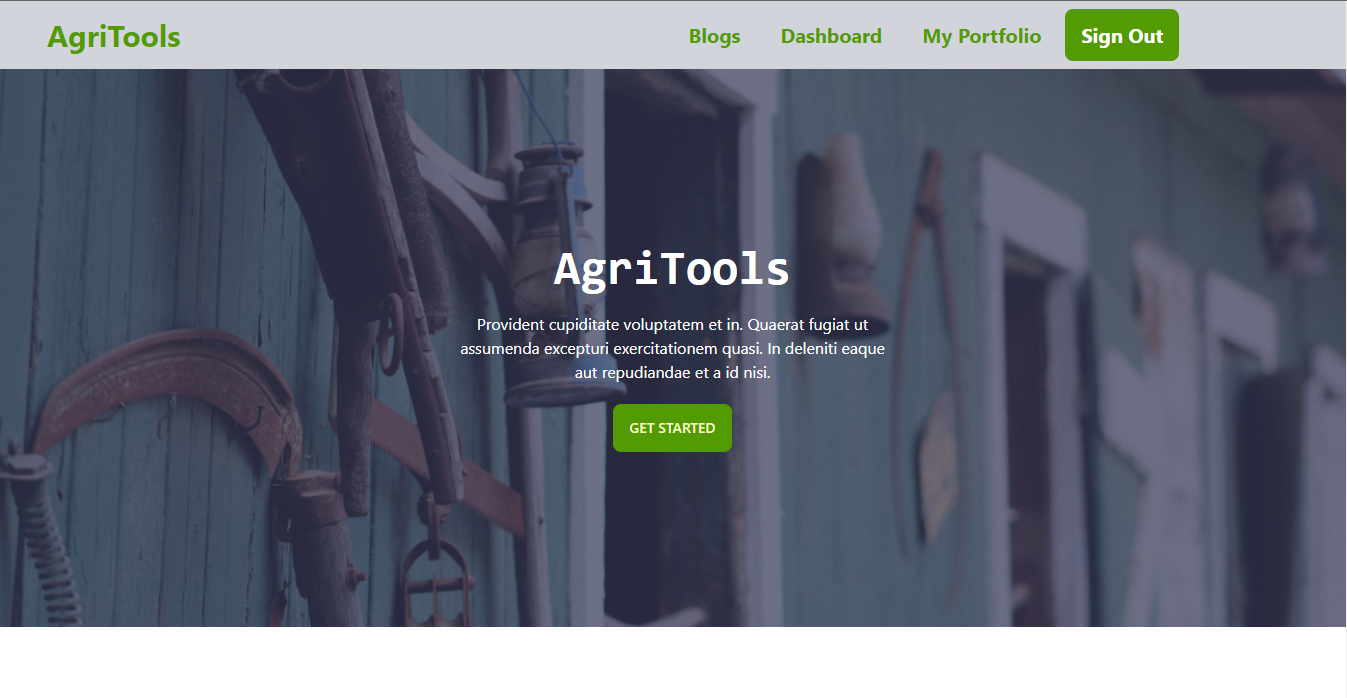 AgriTools
Blogs Dashboard My Portfolio Sign Out
AgriTools
Provident cupiditate voluptatem et in. Quaerat fugiat ut
assumenda excepturi exercitationem quasi. In deleniti eaque
aut repudiandae et a id nisi.
GET STARTED